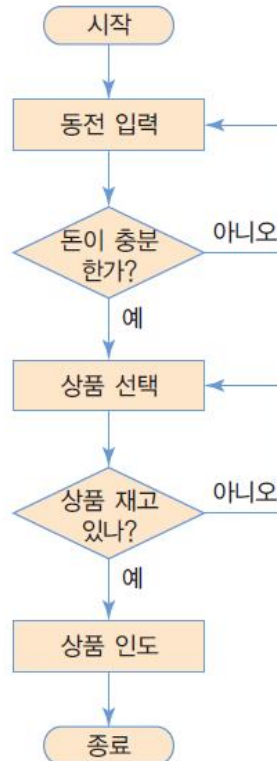 시작
동전 입력
돈이 충분
한가?
아니오
예
상품 선택
상품 재고
있나?
아니오
예
상품 인도
종료